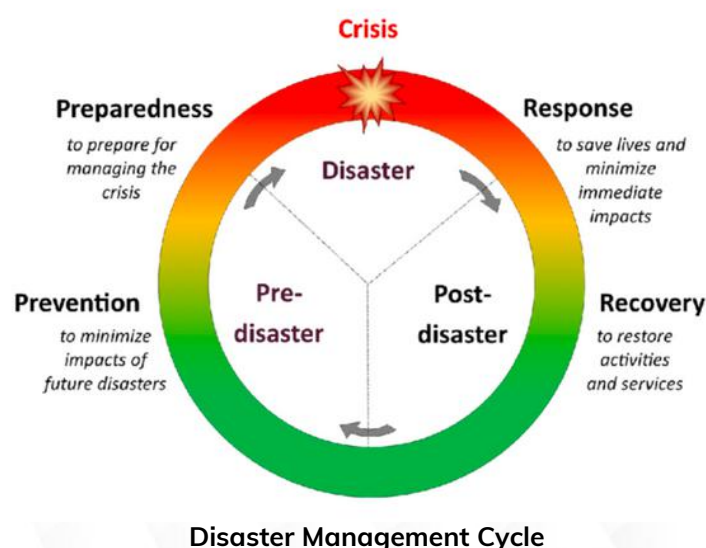 Crisis
Preparedness
to prepare for
managing the
crisis
Response
to save lives and
minimize
immediate
impacts
Disaster
Prevention
to minimize
impacts of
future disasters
Pre-
disaster
Post-
disaster
Recovery
to restore
activities
and services
Disaster Management Cycle